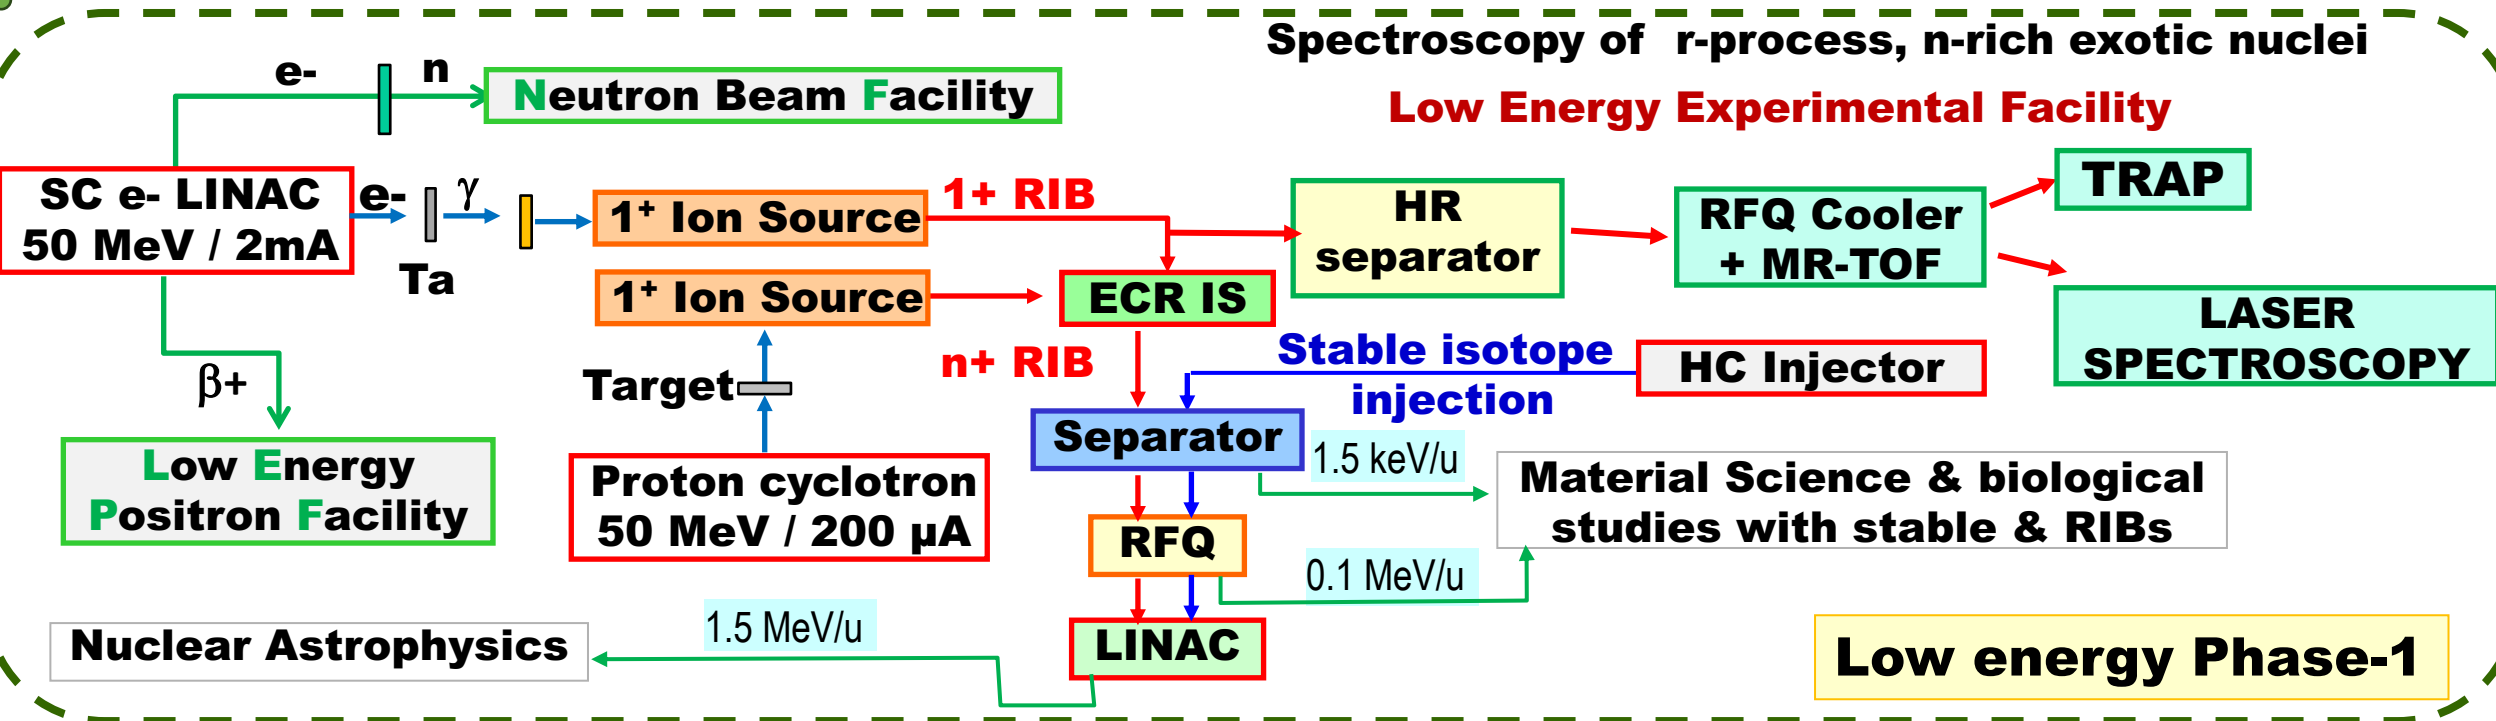 Spectroscopy of r-process, n-rich exotic nuclei
Low Energy Experimental Facility
e-
n
Neutron Beam Facility
SC e- LINAC
50 MeV / 2mA
e-
γ
Ta
1+ Ion Source
1+ RIB
HR
separator
RFQ Cooler
+ MR-TOF
TRAP
LASER
SPECTROSCOPY
1+ Ion Source
ECR IS
n+ RIB
Stable isotope
injection
HC Injector
β+
Target
Separator
1.5 keV/u
Low Energy
Positron Facility
Proton cyclotron
50 MeV / 200 µA
Material Science & biological
studies with stable & RIBs
RFQ
0.1 MeV/u
1.5 MeV/u
Nuclear Astrophysics
LINAC
Low energy Phase-1